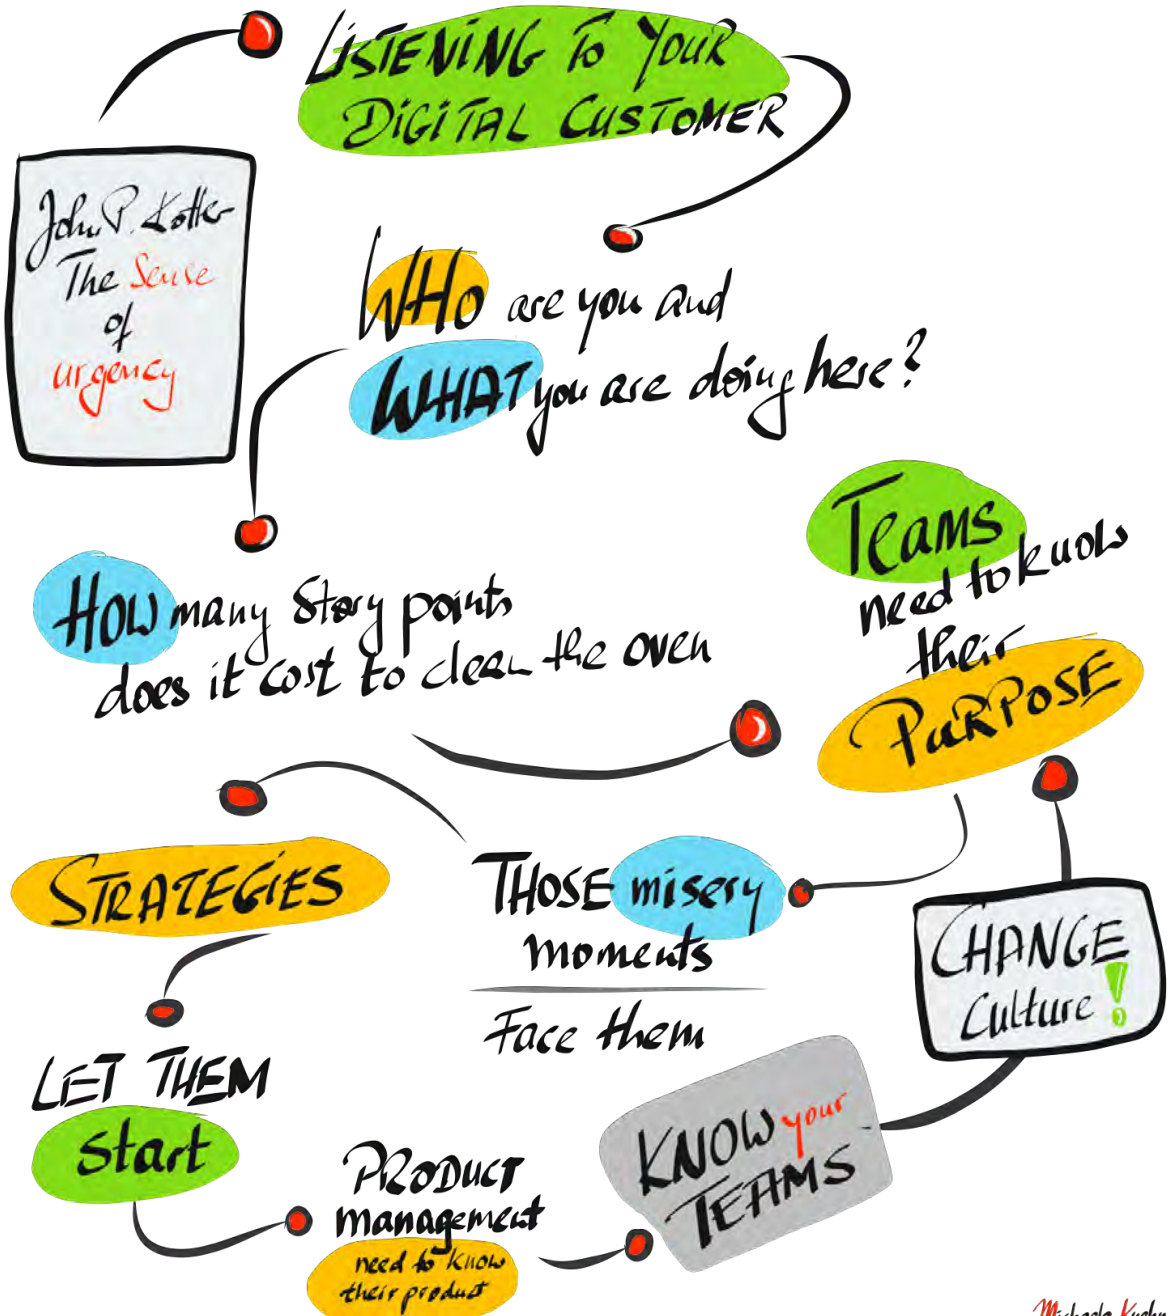 LISTENING To YOUR
DIGITAL CUSTOMER
John P. Kotter
The Sense
of
urgency
WHO are you and
WHAT you are doing here?
HOW many story points
does it cost to clean the oven
Teams
need to know
their
PURPOSE
STRATEGIES
THOSE misery
moments
Face them
CHANGE
Culture!
LET THEM
Start
PRODUCT
management
need to know
their product
KNOW your
TEAMS